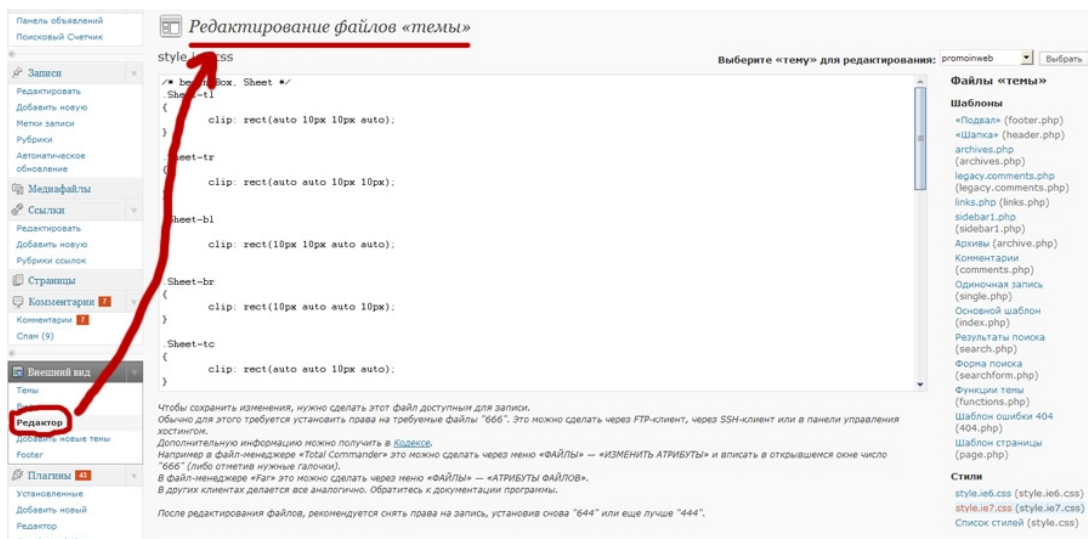 Панель объявлений
Поисковый Счетчик
Записи
Редактировать
Добавить новую
Метки записи
Рубрики
Автоматическое
обновление
Медиафайлы
Ссылки
Редактировать
Добавить новую
Рубрики ссылок
Страницы
Комментарии 7
Комментарии 7
Спам (9)
Внешний вид
Темы
Редактор
Добавить новые темы
Footer
Плагины 43
Установленные
Добавить новый
Редактор
Редактирование файлов «темы»
Выберите «тему» для редактирования: promoinweb Выбрать
/* begin Box, Sheet */
{
clip: rect(auto 10px 10px auto);
}
{
clip: rect(auto auto 10px 10px);
clip: rect(10px 10px auto auto);
.Sheet-br
{
clip: rect(10px auto auto 10px);
}
.Sheet-tc
{
clip: rect(auto auto 10px auto);
}
Чтобы сохранить изменения, нужно сделать этот файл доступным для записи.
Обычно для этого требуется установить права на требуемые файлы "666". Это можно сделать через FTP-клиент, через SSH-клиент или в панели управления
хостингом.
Дополнительную информацию можно получить в Кодексе.
Например в файл-менеджере «Total Commander» это можно сделать через меню «ФАЙЛЫ» — «ИЗМЕНИТЬ АТРИБУТЫ» и вписать в открывшемся окне число
"666" (либо отметив нужные галочки).
В файл-менеджере «Far» это можно сделать через меню «ФАЙЛЫ» — «АТРИБУТЫ ФАЙЛОВ».
В других клиентах делается все аналогично. Обратитесь к документации программы.
После редактирования файлов, рекомендуется снять права на запись, установив снова "644" или еще лучше "444".
Файлы «темы»
Шаблоны
«Подвал» (footer.php)
«Шапка» (header.php)
archives.php
(archives.php)
legacy.comments.php
(legacy.comments.php)
links.php (links.php)
sidebar1.php
(sidebar1.php)
Архивы (archive.php)
Комментарии
(comments.php)
Одиночная запись
(single.php)
Основной шаблон
(index.php)
Результаты поиска
(search.php)
Форма поиска
(searchform.php)
Функции темы
(functions.php)
Шаблон ошибки 404
(404.php)
Шаблон страницы
(page.php)
Стили
style.ie6.css (style.ie6.css)
style.ie7.css (style.ie7.css)
Список стилей (style.css)